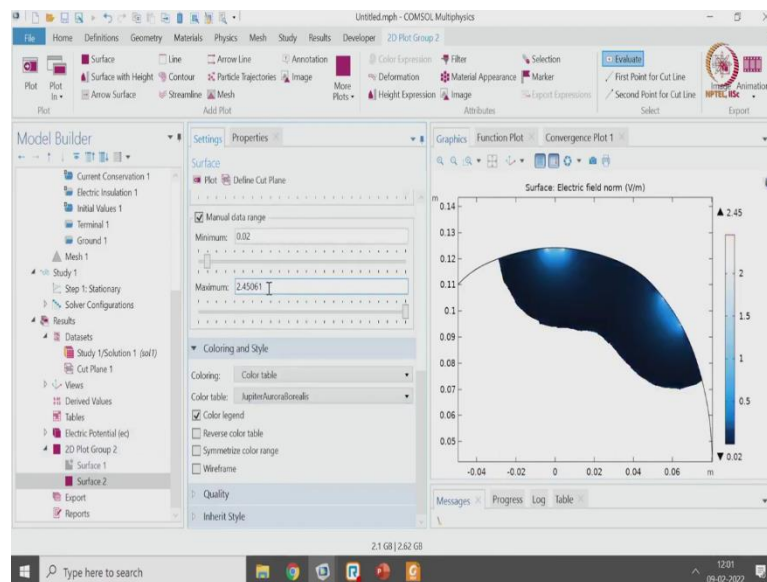 Untitled.mph - COMSOL Multiphysics
File Home Definitions Geometry Materials Physics Mesh Study Results Developer 2D Plot Group 2
Plot
Plot In
Surface
Surface with Height
Arrow Surface
Line
Contour
Streamline
Arrow Line
Particle Trajectories
Mesh
Annotation
Image
More Plots
Color Expression
Deformation
Height Expression
Filter
Material Appearance
Image
Selection
Marker
Export Expressions
Evaluate
First Point for Cut Line
Second Point for Cut Line
Image
Animation
NPTEL, IISc
Plot Add Plot Attributes Select Export
Model Builder
Current Conservation 1
Electric Insulation 1
Initial Values 1
Terminal 1
Ground 1
Mesh 1
Study 1
Step 1: Stationary
Solver Configurations
Results
Datasets
Study 1/Solution 1 (sol1)
Cut Plane 1
Views
Derived Values
Tables
Electric Potential (ec)
2D Plot Group 2
Surface 1
Surface 2
Export
Reports
Settings Properties
Surface
Plot Define Cut Plane
Manual data range
Minimum: 0.02
Maximum: 2.45061
Coloring and Style
Coloring: Color table
Color table: JupiterAuroraBorealis
Color legend
Reverse color table
Symmetrize color range
Wireframe
Quality
Inherit Style
Graphics Function Plot Convergence Plot 1
Surface: Electric field norm (V/m)
m
0.14
0.13
0.12
0.11
0.1
0.09
0.08
0.07
0.06
0.05
-0.04 -0.02 0 0.02 0.04 0.06 m
▲ 2.45
2
1.5
1
0.5
▼ 0.02
Messages Progress Log Table
2.1 GB | 2.62 GB
Type here to search
12:01
09-02-2022